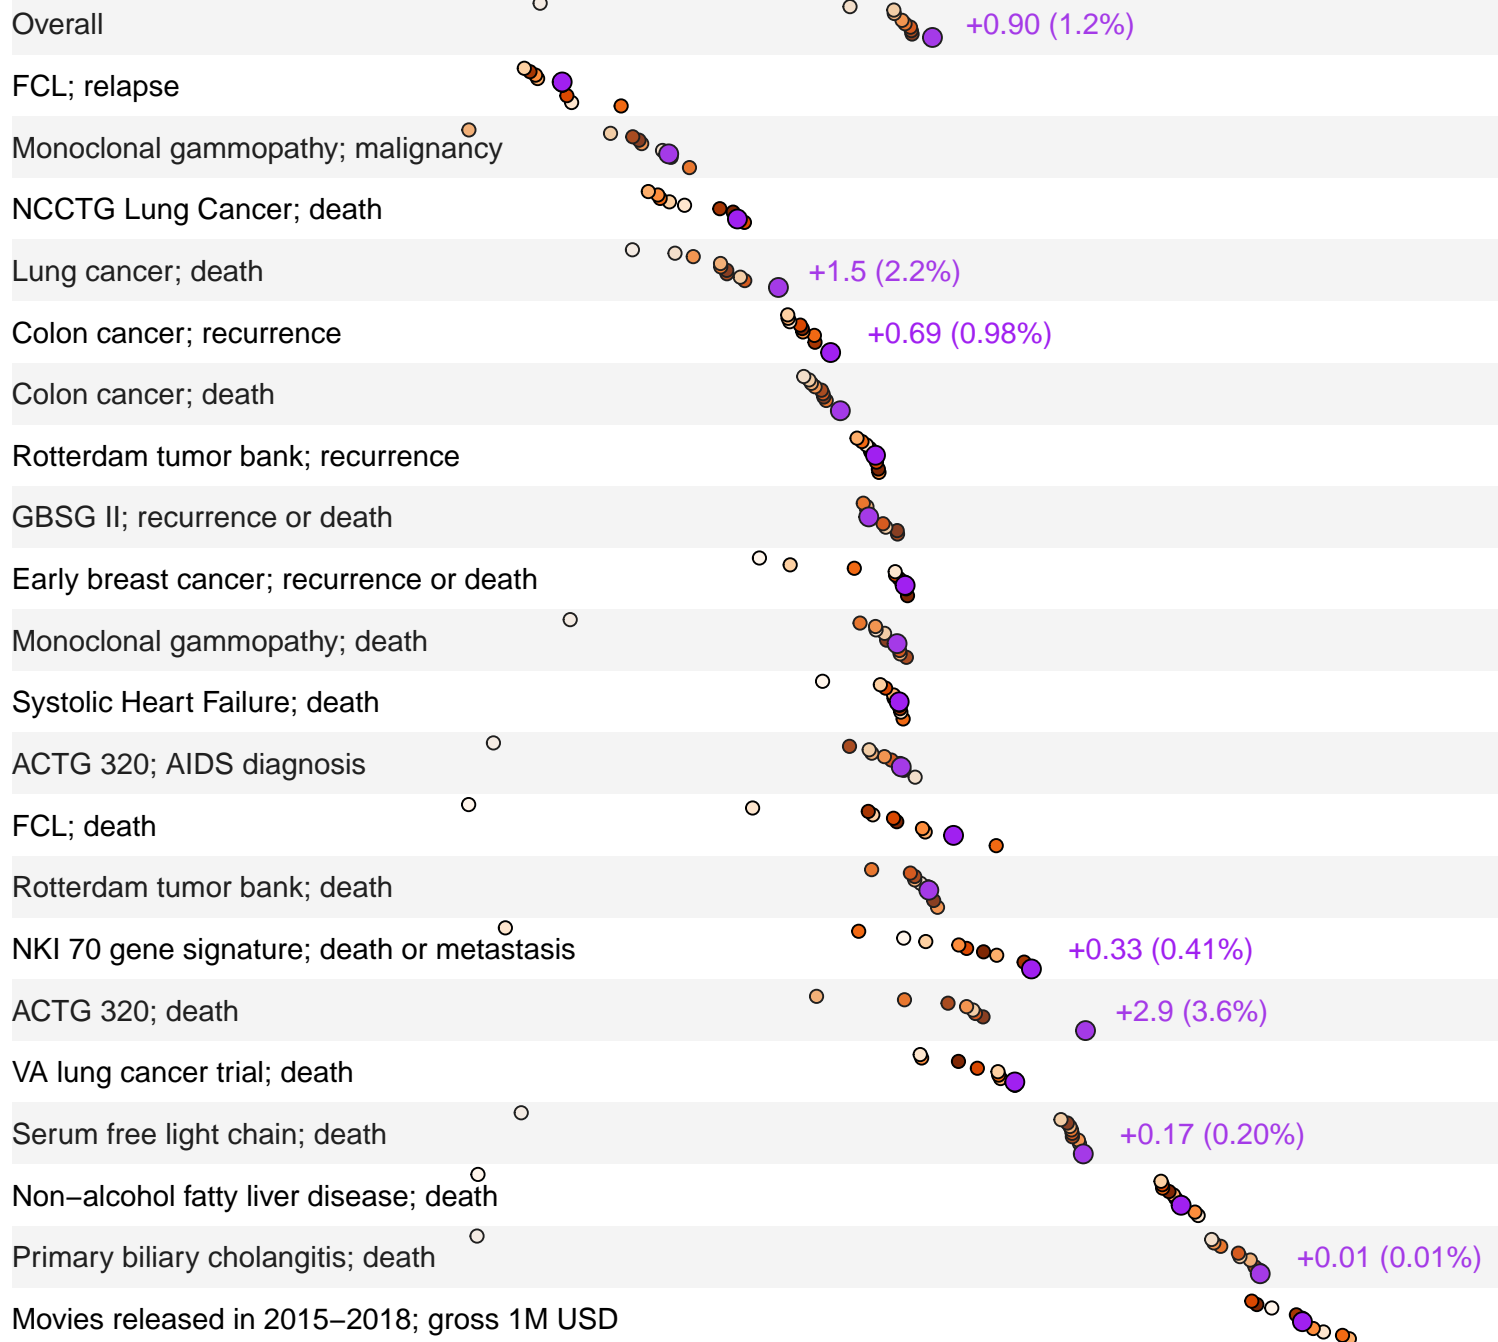 Overall +0.90 (1.2%)
FCL; relapse
Monoclonal gammopathy; malignancy
NCCTG Lung Cancer; death
Lung cancer; death +1.5 (2.2%)
Colon cancer; recurrence +0.69 (0.98%)
Colon cancer; death
Rotterdam tumor bank; recurrence
GBSG II; recurrence or death
Early breast cancer; recurrence or death
Monoclonal gammopathy; death
Systolic Heart Failure; death
ACTG 320; AIDS diagnosis
FCL; death
Rotterdam tumor bank; death
NKI 70 gene signature; death or metastasis +0.33 (0.41%)
ACTG 320; death +2.9 (3.6%)
VA lung cancer trial; death
Serum free light chain; death +0.17 (0.20%)
Non−alcohol fatty liver disease; death
Primary biliary cholangitis; death +0.01 (0.01%)
Movies released in 2015−2018; gross 1M USD